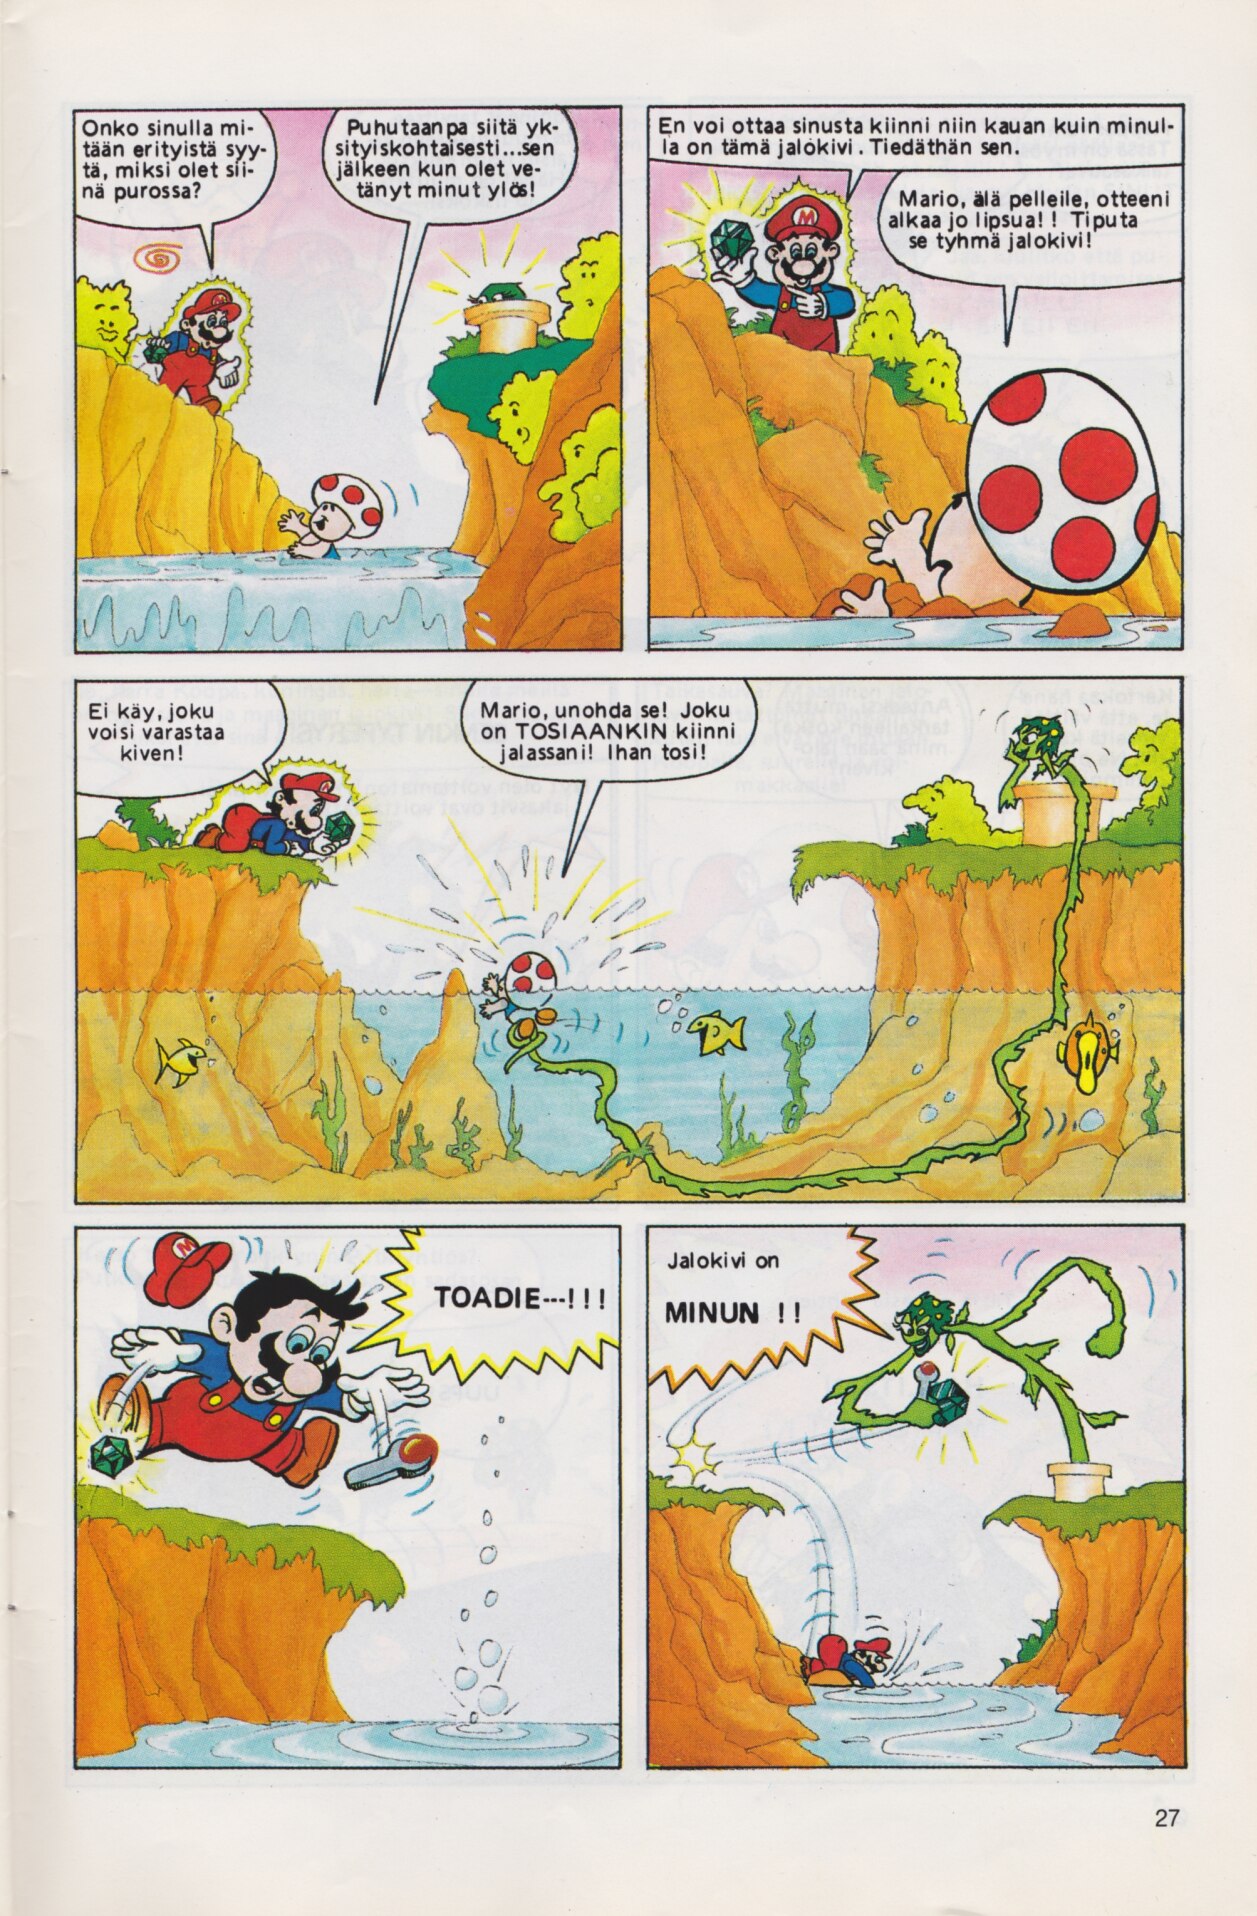 Onko sinulla mi-
tään erityistä syy-
tä, miksi olet sii-
nä purossa?
Puhutaanpa siitä yk-
sityiskohtaisesti...sen
jälkeen kun olet ve-
tänyt minut ylös!
En voi ottaa sinusta kiinni niin kauan kuin minul-
la on tämä jalokivi. Tiedäthän sen.
Mario, älä pelleile, otteeni
alkaa jo lipsua!! Tiputa
se tyhmä jalokivi!
M
Ei käy, joku
voisi varastaa
kiven!
Mario, unohda se! Joku
on TOSIAANKIN kiinni
jalassani! Ihan tosi!
M
TOADIE---!!!
Jalokivi on
MINUN !!
27